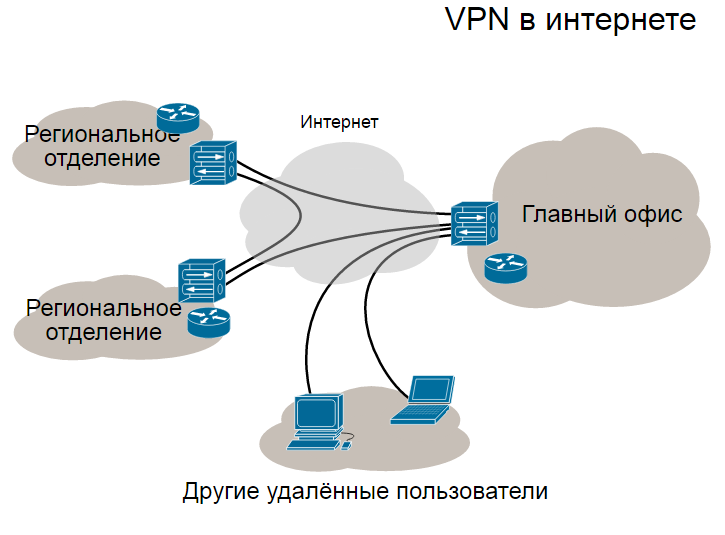 VPN в интернете
Интернет
Региональное
отделение
Главный офис
Региональное
отделение
Другие удалённые пользователи